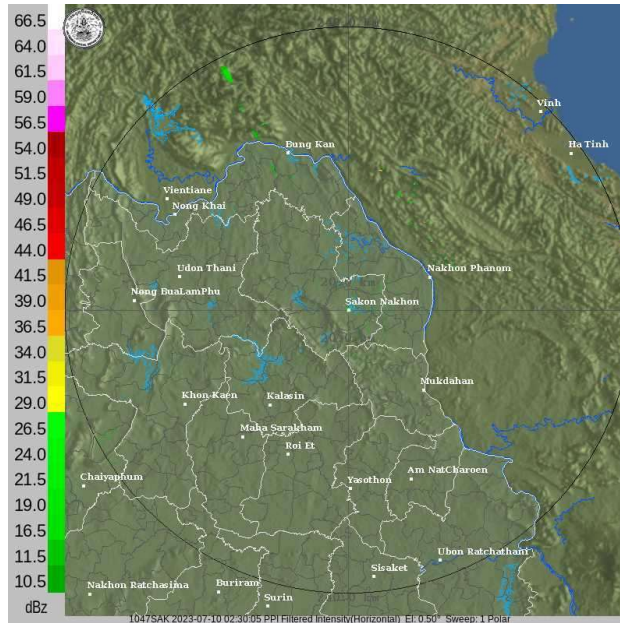 66.5
64.0
61.5
59.0
56.5
54.0
51.5
49.0
46.5
44.0
41.5
39.0
36.5
34.0
31.5
29.0
26.5
24.0
21.5
19.0
16.5
11.5
10.5
dBz
Vinh
Ha Tinh
Bung Kan
Vientiane
Nong Khai
Udon Thani
Nakhon Phanom
Nong BuaLamPhu
Sakon Nakhon
Mukdahan
Khon Kaen
Kalasin
Maha Sarakham
Roi Et
Chaiyaphum
Yasothon
Am NatCharoen
Ubon Ratchathani
Sisaket
Nakhon Ratchasima
Buriram
Surin
1047SAK 2023-07-10 02:30:05 PPI Filtered Intensity(Horizontal) El: 0.50° Sweep: 1 Polar